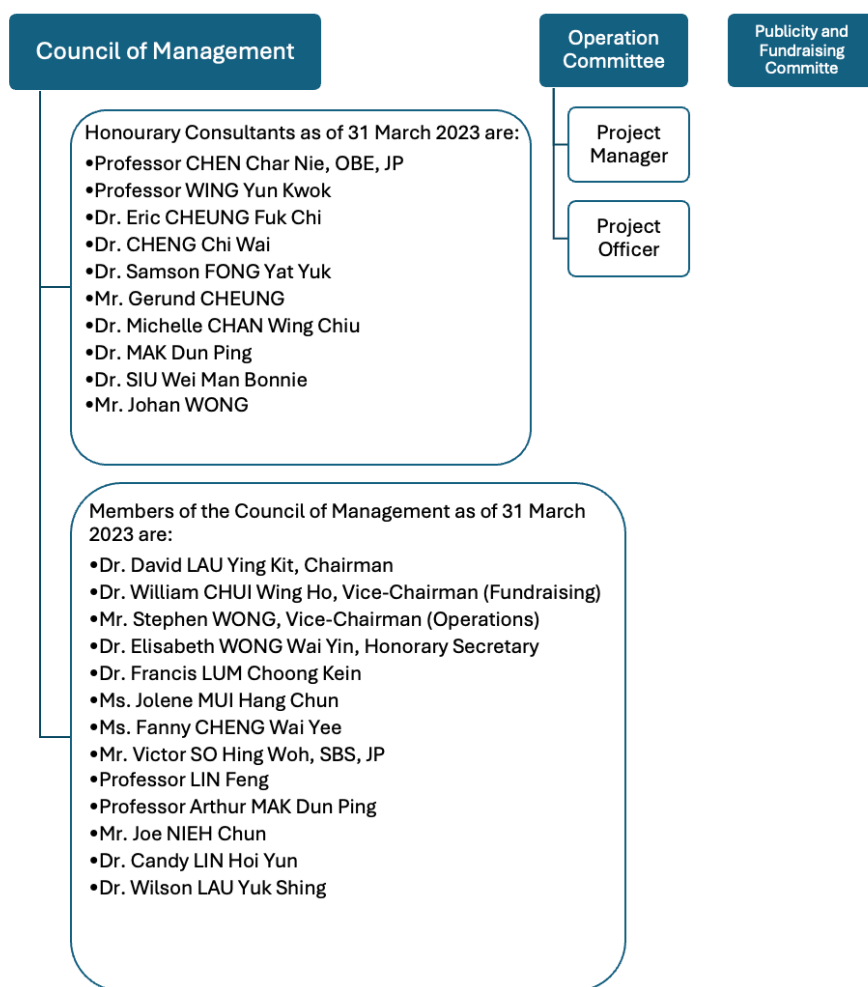 Council of Management
Operation
Committee
Publicity and
Fundraising
Committe
Honourary Consultants as of 31 March 2023 are:
•Professor CHEN Char Nie, OBE, JP
•Professor WING Yun Kwok
•Dr. Eric CHEUNG Fuk Chi
•Dr. CHENG Chi Wai
•Dr. Samson FONG Yat Yuk
•Mr. Gerund CHEUNG
•Dr. Michelle CHAN Wing Chiu
•Dr. MAK Dun Ping
•Dr. SIU Wei Man Bonnie
•Mr. Johan WONG
Project
Manager
Project
Officer
Members of the Council of Management as of 31 March
2023 are:
•Dr. David LAU Ying Kit, Chairman
•Dr. William CHUI Wing Ho, Vice-Chairman (Fundraising)
•Mr. Stephen WONG, Vice-Chairman (Operations)
•Dr. Elisabeth WONG Wai Yin, Honorary Secretary
•Dr. Francis LUM Choong Kein
•Ms. Jolene MUI Hang Chun
•Ms. Fanny CHENG Wai Yee
•Mr. Victor SO Hing Woh, SBS, JP
•Professor LIN Feng
•Professor Arthur MAK Dun Ping
•Mr. Joe NIEH Chun
•Dr. Candy LIN Hoi Yun
•Dr. Wilson LAU Yuk Shing